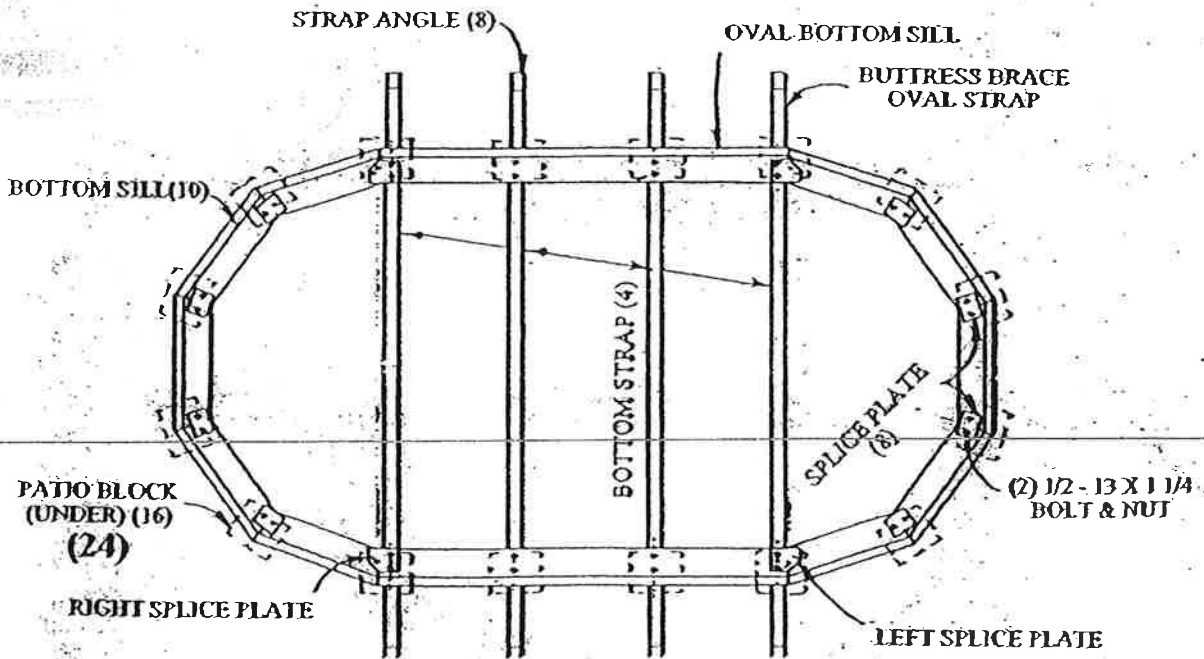 STRAP ANGLE (8)
OVAL BOTTOM SILL
BUTTRESS BRACE
OVAL STRAP
BOTTOM SILL(10)
BOTTOM STRAP (4)
SPLICE PLATE
(8)
PATIO BLOCK
(UNDER) (16)
(24)
(2) 1/2 - 13 X 1 1/4
BOLT & NUT
RIGHT SPLICE PLATE
LEFT SPLICE PLATE